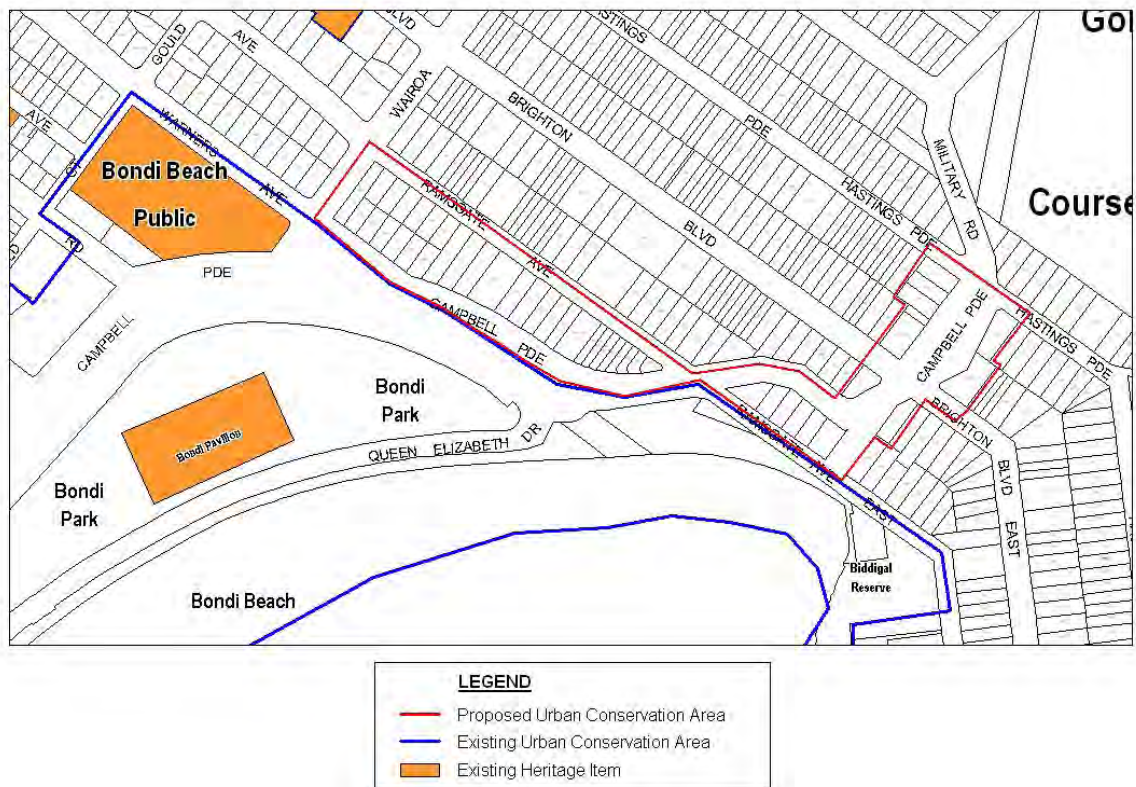 Gol
HASTINGS
BLVD
GOULD
AVE
WAIROA
AVE
WARNERS
AVE
ST
Bondi Beach
Public
RD
PDE
CAMPBELL
BRIGHTON
BLVD
PDE
HASTINGS PDE
MILITARY
RD
Course
RAMSGATE
AVE
CAMPBELL
PDE
CAMPBELL PDE
HASTINGS PDE
BRIGHTON
BLVD
EAST
RAMSGATE AVE
EAST
Bondi
Park
Bondi Pavilion
QUEEN ELIZABETH DR
Bondi
Park
Bondi Beach
Biddigal
Reserve
LEGEND
Proposed Urban Conservation Area
Existing Urban Conservation Area
Existing Heritage Item